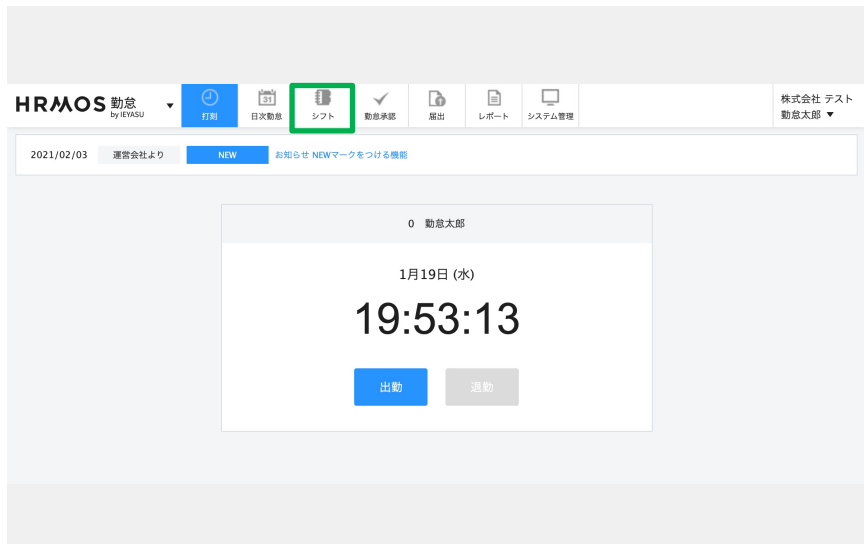 HRMOS 勤怠 ▼
by IEYASU
打刻
31
日次勤怠
シフト
勤怠承認
届出
レポート
システム管理
株式会社 テスト
勤怠太郎 ▼
2021/02/03 運営会社より NEW お知らせ NEWマークをつける機能
0 勤怠太郎
1月19日 (水)
19:53:13
出勤 退勤